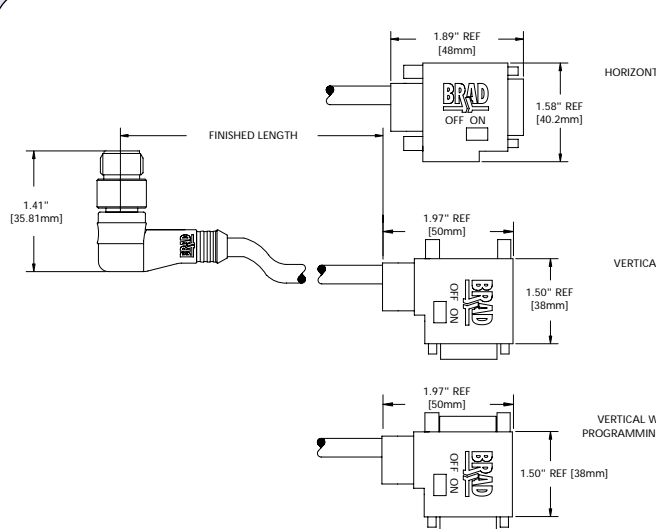 1.89" REF
[48mm]
BRAD
OFF ON
1.58" REF
[40.2mm]
FINISHED LENGTH
1.41"
[35.81mm]
BRAD
1.97" REF
[50mm]
BRAD
OFF ON
1.50" REF
[38mm]
1.97" REF
[50mm]
VERTICAL W
PROGRAMMIN
BRAD
OFF ON
1.50" REF [38mm]